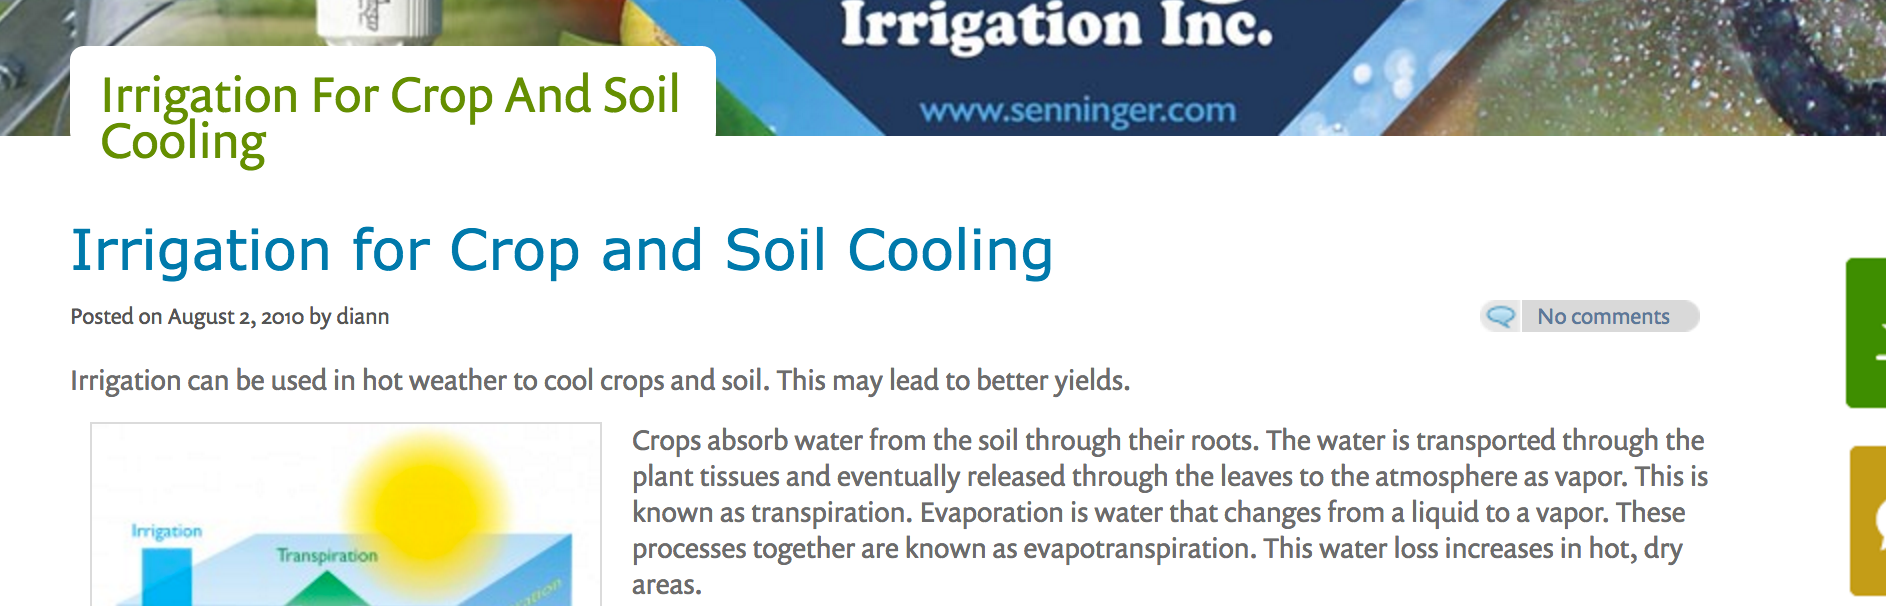 Irrigation Inc.
www.senninger.com
Irrigation For Crop And Soil
Cooling
Irrigation for Crop and Soil Cooling
Posted on August 2, 2010 by diann
No comments
Irrigation can be used in hot weather to cool crops and soil. This may lead to better yields.
Crops absorb water from the soil through their roots. The water is transported through the
plant tissues and eventually released through the leaves to the atmosphere as vapor. This is
known as transpiration. Evaporation is water that changes from a liquid to a vapor. These
processes together are known as evapotranspiration. This water loss increases in hot, dry
areas.
Irrigation
Transpiration